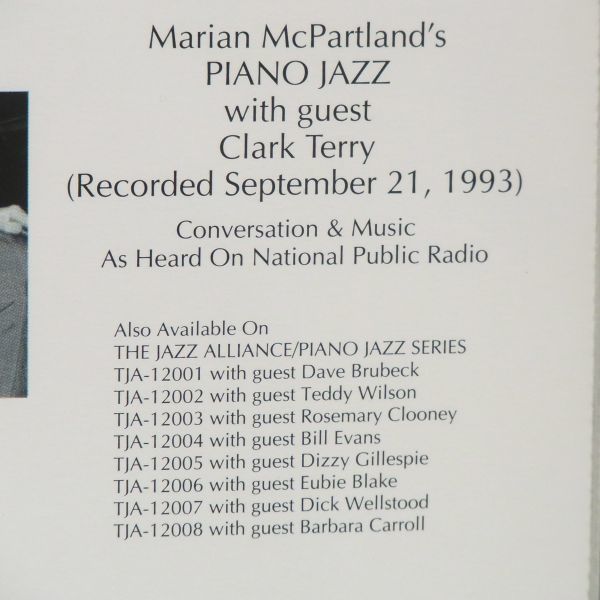 Marian McPartland's
PIANO JAZZ
with guest
Clark Terry
(Recorded September 21, 1993)
Conversation & Music
As Heard On National Public Radio
Also Available On
THE JAZZ ALLIANCE/PIANO JAZZ SERIES
TJA-12001 with guest Dave Brubeck
TJA-12002 with guest Teddy Wilson
TJA-12003 with guest Rosemary Clooney
TJA-12004 with guest Bill Evans
TJA-12005 with guest Dizzy Gillespie
TJA-12006 with guest Eubie Blake
TJA-12007 with guest Dick Wellstood
TJA-12008 with guest Barbara Carroll